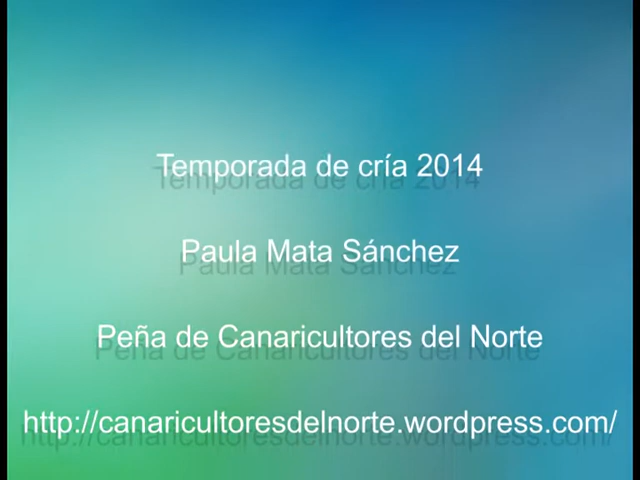 Temporada de cría 2014
Paula Mata Sánchez
Peña de Canaricultores del Norte
http://canaricultoresdelnorte.wordpress.com/